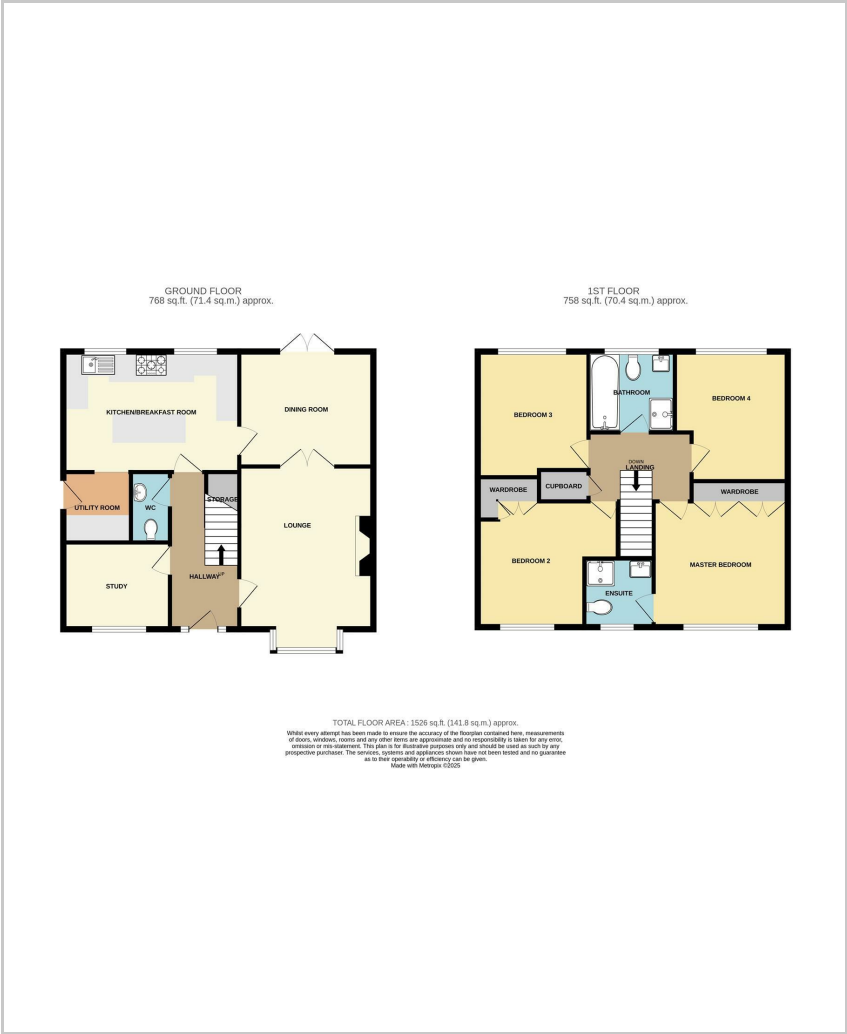 GROUND FLOOR
768 sq.ft. (71.4 sq.m.) approx.
KITCHEN/BREAKFAST ROOM
DINING ROOM
UTILITY ROOM
WC
STORAGE
LOUNGE
STUDY
HALLWAY
UP
1ST FLOOR
758 sq.ft. (70.4 sq.m.) approx.
BEDROOM 3
BATHROOM
BEDROOM 4
DOWN
LANDING
WARDROBE
CUPBOARD
WARDROBE
BEDROOM 2
ENSUITE
MASTER BEDROOM
TOTAL FLOOR AREA : 1526 sq.ft. (141.8 sq.m.) approx.
Whilst every attempt has been made to ensure the accuracy of the floorplan contained here, measurements
of doors, windows, rooms and any other items are approximate and no responsibility is taken for any error,
omission or mis-statement. This plan is for illustrative purposes only and should be used as such by any
prospective purchaser. The services, systems and appliances shown have not been tested and no guarantee
as to their operability or efficiency can be given.
Made with Metropix ©2025